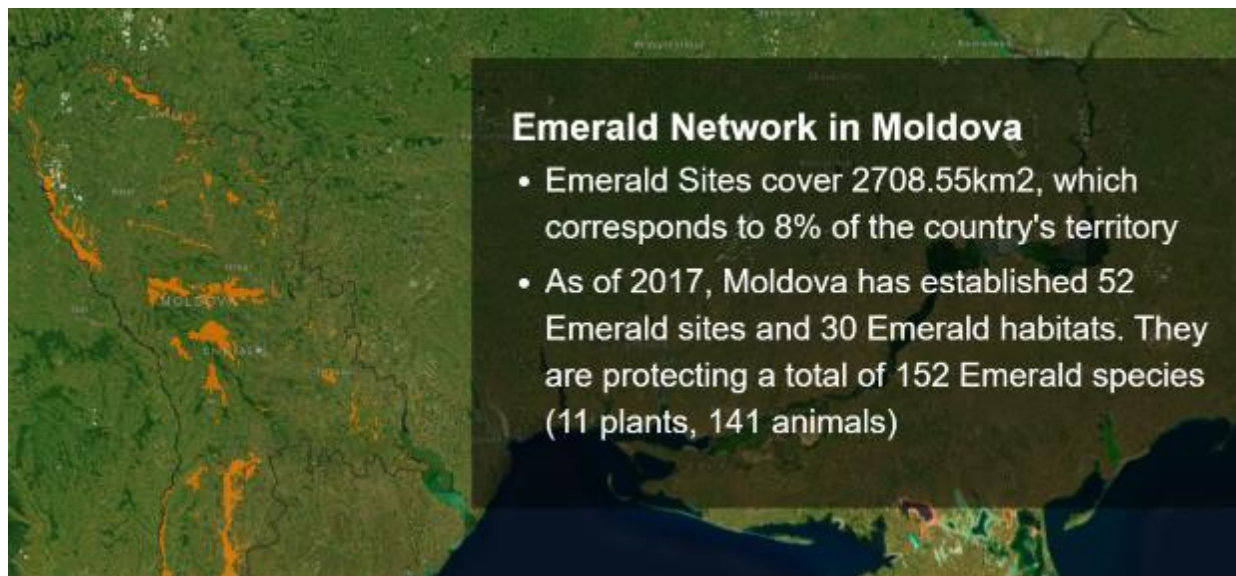 Emerald Network in Moldova
• Emerald Sites cover 2708.55km2, which
corresponds to 8% of the country's territory
• As of 2017, Moldova has established 52
Emerald sites and 30 Emerald habitats. They
are protecting a total of 152 Emerald species
(11 plants, 141 animals)
MOLDOVA